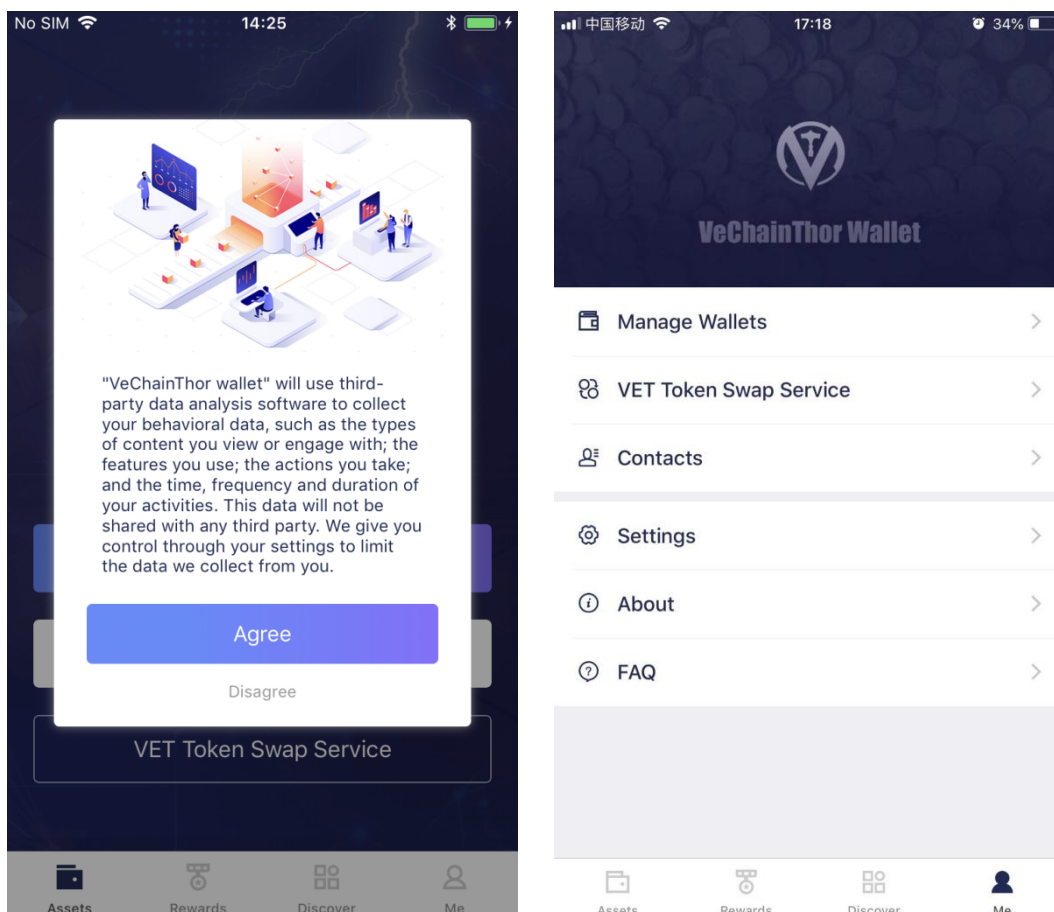 No SIM 14:25
"VeChainThor wallet" will use third-
party data analysis software to collect
your behavioral data, such as the types
of content you view or engage with; the
features you use; the actions you take;
and the time, frequency and duration of
your activities. This data will not be
shared with any third party. We give you
control through your settings to limit
the data we collect from you.
Agree
Disagree
VET Token Swap Service
Assets Rewards Discover Me
中国移动 17:18 34%
VeChainThor Wallet
Manage Wallets
VET Token Swap Service
Contacts
Settings
About
FAQ
Assets Rewards Discover Me